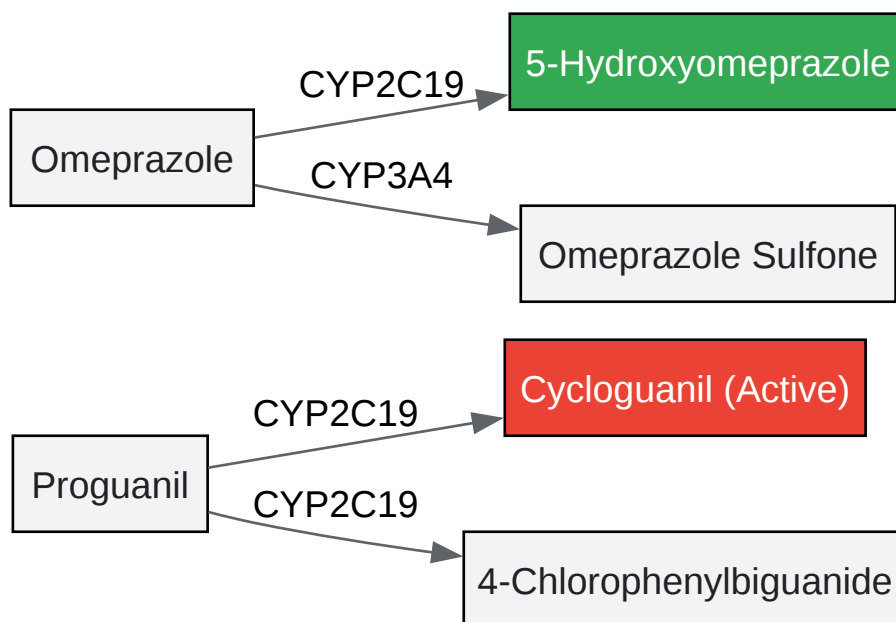 5-Hydroxyomeprazole
CYP2C19
Omeprazole
CYP3A4
Omeprazole Sulfone
Cycloguanil (Active)
CYP2C19
Proguanil
CYP2C19
4-Chlorophenylbiguanide